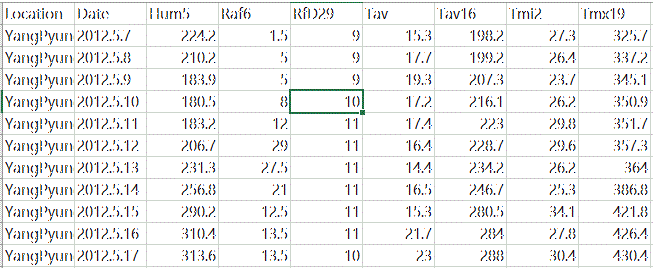 Location Date Hum5 Raf6 RfD29 Tav Tav16 Tmi2 Tmx19
YangPyun 2012.5.7 224.2 1.5 9 15.3 198.2 27.3 325.7
YangPyun 2012.5.8 210.2 5 9 17.7 199.2 26.4 337.2
YangPyun 2012.5.9 183.9 5 9 19.3 207.3 23.7 345.1
YangPyun 2012.5.10 180.5 8 10 17.2 216.1 26.2 350.9
YangPyun 2012.5.11 183.2 12 11 17.4 223 29.8 351.7
YangPyun 2012.5.12 206.7 29 11 16.4 228.7 29.6 357.3
YangPyun 2012.5.13 231.3 27.5 11 14.4 234.2 26.2 364
YangPyun 2012.5.14 256.8 21 11 16.5 246.7 25.3 386.8
YangPyun 2012.5.15 290.2 12.5 11 15.3 280.5 34.1 421.8
YangPyun 2012.5.16 310.4 13.5 11 21.7 284 27.8 426.4
YangPyun 2012.5.17 313.6 13.5 10 23 288 30.4 430.4